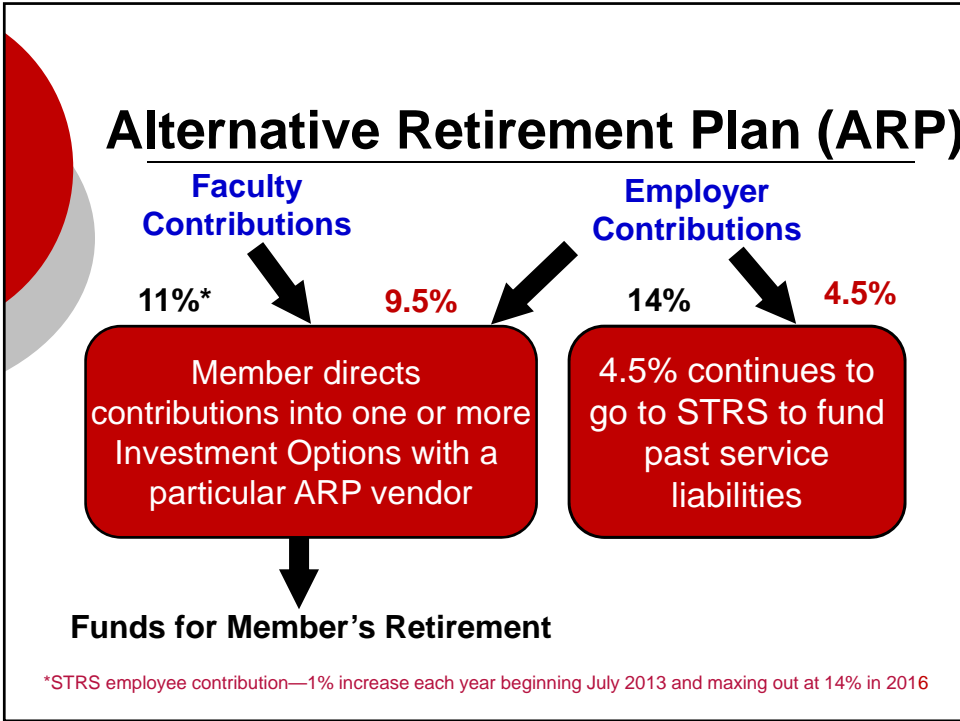 Alternative Retirement Plan (ARP)
Faculty
Contributions
Employer
Contributions
11%*
9.5%
14%
4.5%
Member directs
contributions into one or more
Investment Options with a
particular ARP vendor
4.5% continues to
go to STRS to fund
past service
liabilities
Funds for Member’s Retirement
*STRS employee contribution—1% increase each year beginning July 2013 and maxing out at 14% in 2016